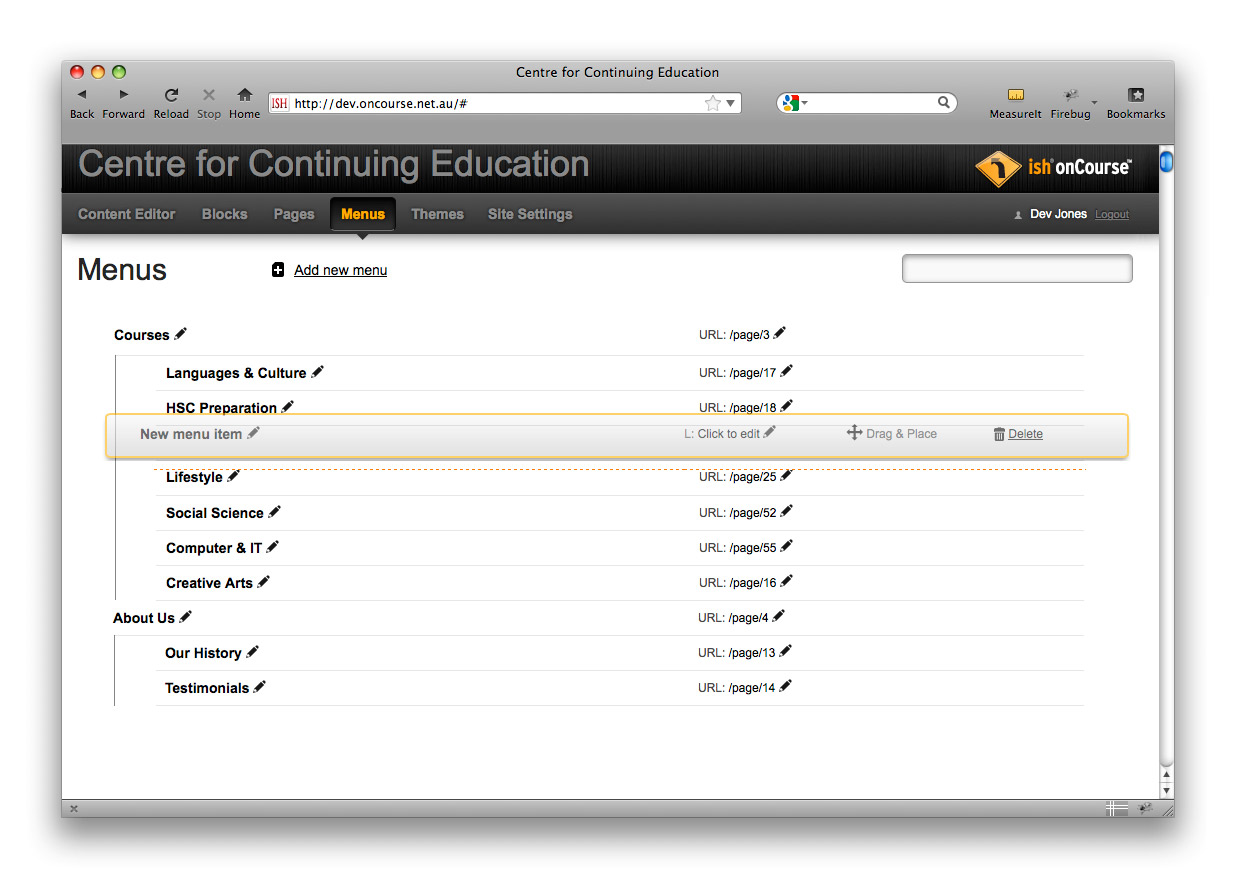 Centre for Continuing Education
Back Forward Reload Stop Home
ISH http://dev.oncourse.net.au/#
MeasureIt Firebug Bookmarks
Centre for Continuing Education
ish onCourse™
Content Editor Blocks Pages Menus Themes Site Settings
Dev Jones Logout
Menus
Add new menu
Courses URL: /page/3
Languages & Culture URL: /page/17
HSC Preparation URL: /page/18
New menu item L: Click to edit Drag & Place Delete
Lifestyle URL: /page/25
Social Science URL: /page/52
Computer & IT URL: /page/55
Creative Arts URL: /page/16
About Us URL: /page/4
Our History URL: /page/13
Testimonials URL: /page/14